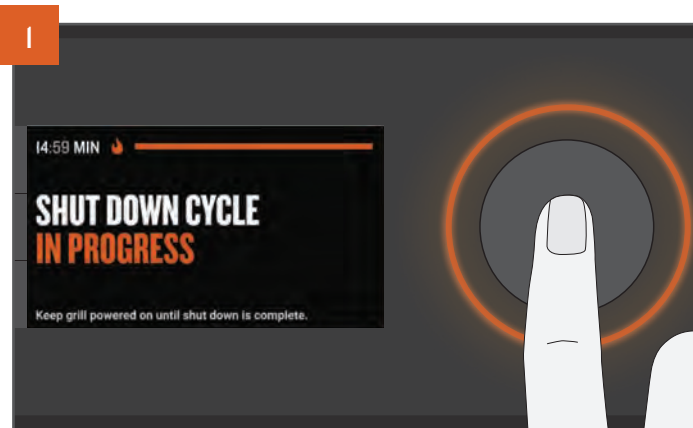 1
14:59 MIN
SHUT DOWN CYCLE
IN PROGRESS
Keep grill powered on until shut down is complete.